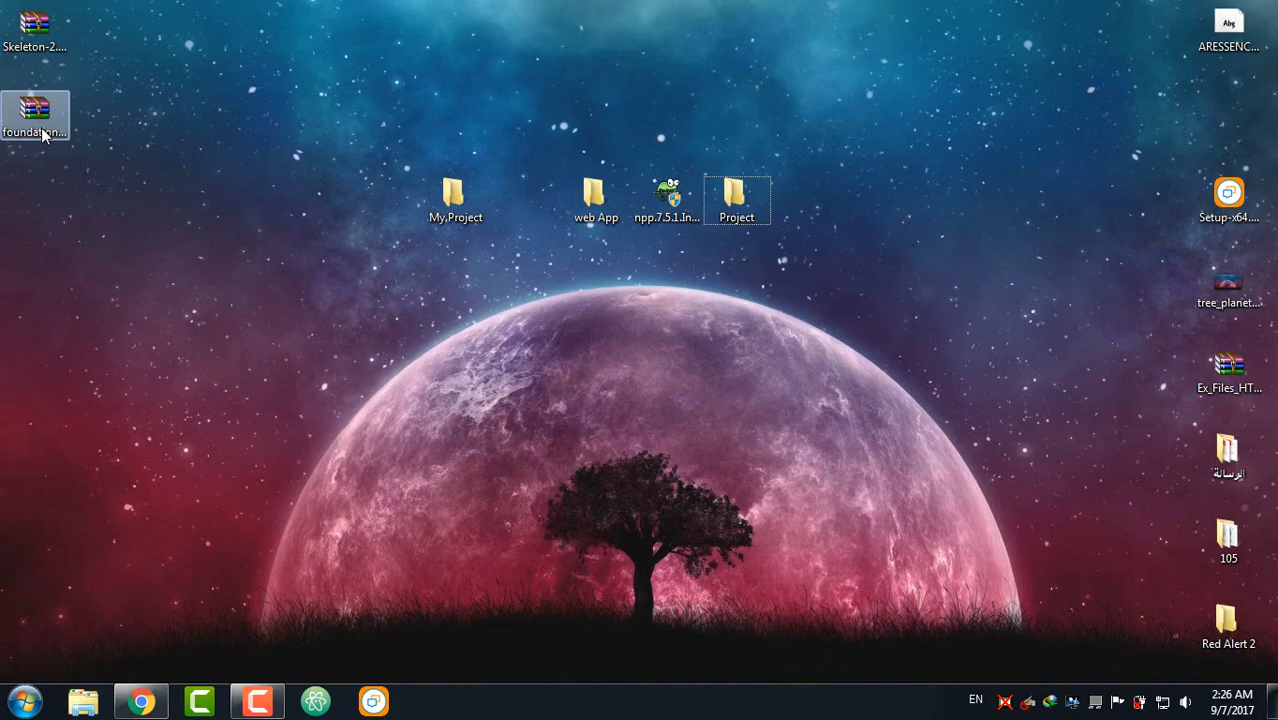 Skeleton-2....
foundation...
My Project
web App
npp.7.5.1.In...
Project
ARESSENC...
Setup-x64....
tree_planet...
Ex_Files_HT...
الرسالة
105
Red Alert 2
Abg
EN
2:26 AM
9/7/2017